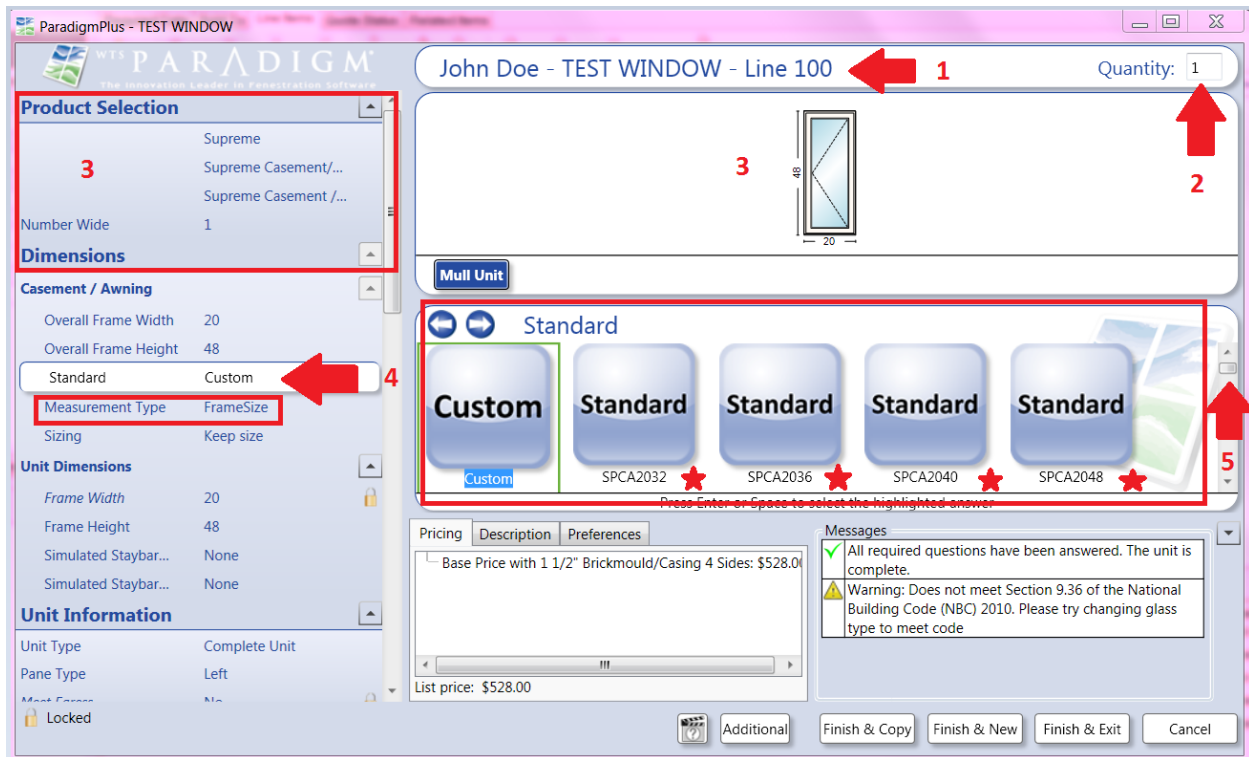 ParadigmPlus - TEST WINDOW
WTS PARADIGM
The Innovation Leader In Fenestration Software
John Doe - TEST WINDOW - Line 100
1
Quantity: 1
2
Product Selection
3
Supreme
Supreme Casement/...
Supreme Casement /...
Number Wide 1
Dimensions
Casement / Awning
Overall Frame Width 20
Overall Frame Height 48
Standard Custom
4
Measurement Type FrameSize
Sizing Keep size
Unit Dimensions
Frame Width 20
Frame Height 48
Simulated Staybar... None
Simulated Staybar... None
Unit Information
Unit Type Complete Unit
Pane Type Left
Meet Egress No
Locked
3
48
20
Mull Unit
Standard
Custom Standard Standard Standard Standard
Custom SPCA2032 SPCA2036 SPCA2040 SPCA2048
5
Press Enter or Space to select the highlighted answer
Pricing Description Preferences
Base Price with 1 1/2" Brickmould/Casing 4 Sides: $528.00
List price: $528.00
Messages
All required questions have been answered. The unit is
complete.
Warning: Does not meet Section 9.36 of the National
Building Code (NBC) 2010. Please try changing glass
type to meet code
Additional
Finish & Copy
Finish & New
Finish & Exit
Cancel